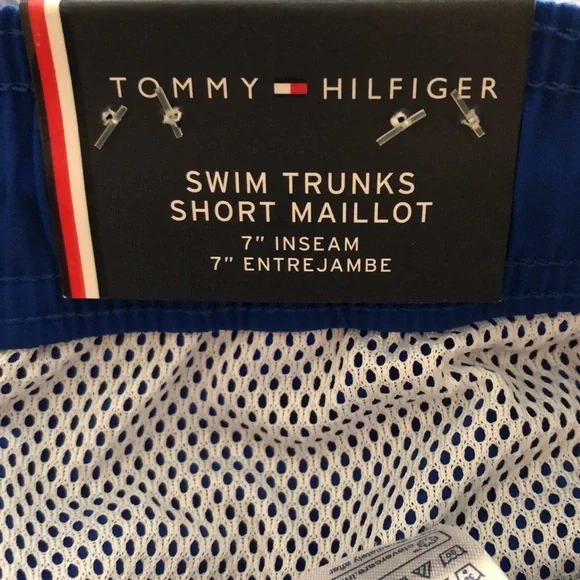 TOMMY HILFIGER
SWIM TRUNKS
SHORT MAILLOT
7" INSEAM
7" ENTREJAMBE